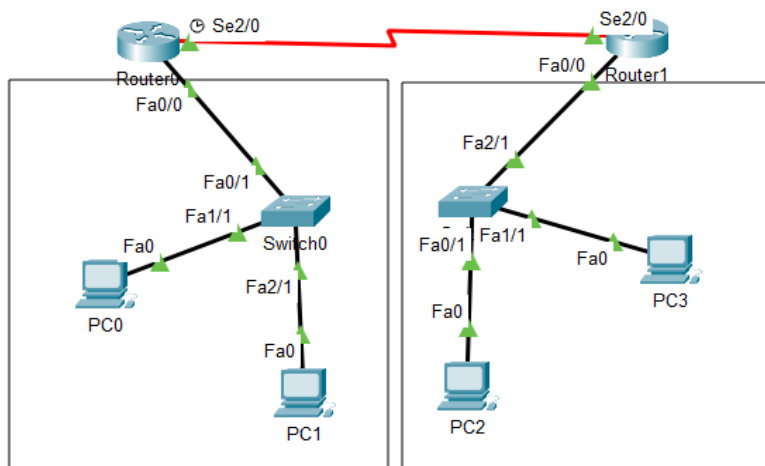 Se2/0
Se2/0
Router0
Fa0/0
Router1
Fa0/0
Fa2/1
Fa0/1
Fa1/1
Switch0
Fa0
Fa0/1
Fa1/1
Fa0
PC0
PC3
Fa2/1
Fa0
Fa0
PC1
PC2